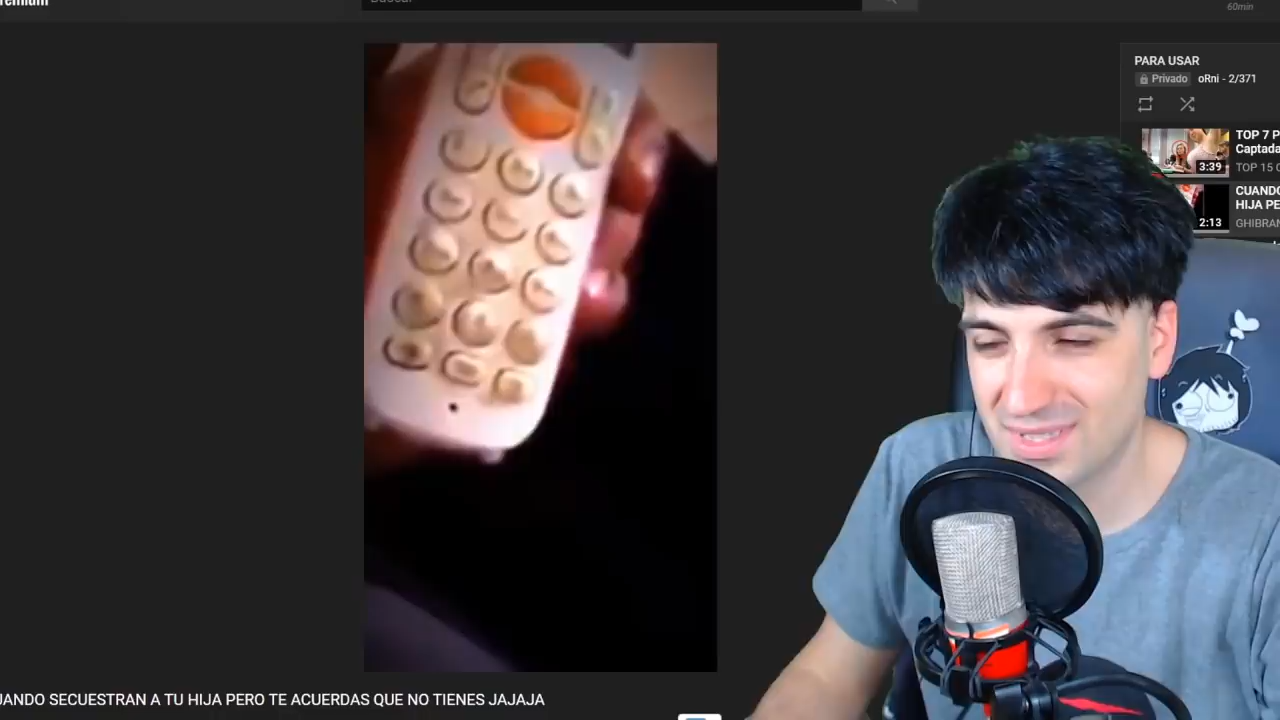 60min
PARA USAR
Privado oRni - 2/371
TOP 7 P
Captada
3:39 TOP 15 C
CUANDO
HIJA PE
2:13 GHIBRAN
UANDO SECUESTRAN A TU HIJA PERO TE ACUERDAS QUE NO TIENES JAJAJA